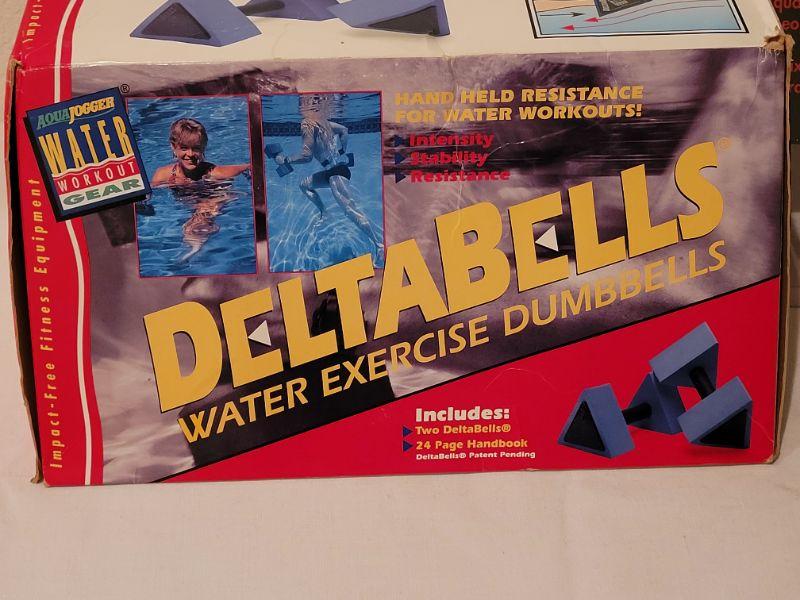 AQUAJOGGER®
WATER
WORKOUT
GEAR
HAND HELD RESISTANCE
FOR WATER WORKOUTS!
Intensity
Stability
Resistance
DELTABELLS®
WATER EXERCISE DUMBBELLS
Includes:
Two DeltaBells®
24 Page Handbook
DeltaBells® Patent Pending
Impact-Free Fitness Equipment
Impact-